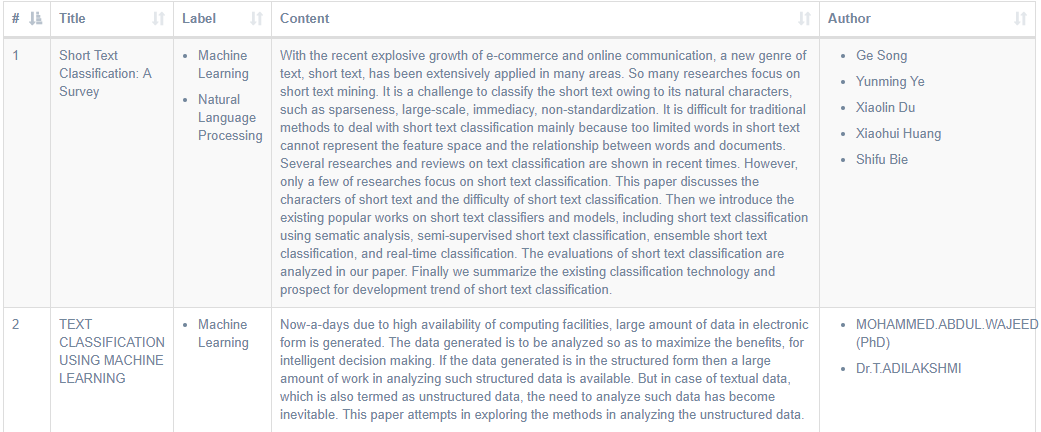 # Title Label Content Author
1
Short Text
Classification: A
Survey
Machine
Learning
Natural
Language
Processing
With the recent explosive growth of e-commerce and online communication, a new genre of
text, short text, has been extensively applied in many areas. So many researches focus on
short text mining. It is a challenge to classify the short text owing to its natural characters,
such as sparseness, large-scale, immediacy, non-standardization. It is difficult for traditional
methods to deal with short text classification mainly because too limited words in short text
cannot represent the feature space and the relationship between words and documents.
Several researches and reviews on text classification are shown in recent times. However,
only a few of researches focus on short text classification. This paper discusses the
characters of short text and the difficulty of short text classification. Then we introduce the
existing popular works on short text classifiers and models, including short text classification
using sematic analysis, semi-supervised short text classification, ensemble short text
classification, and real-time classification. The evaluations of short text classification are
analyzed in our paper. Finally we summarize the existing classification technology and
prospect for development trend of short text classification.
Ge Song
Yunming Ye
Xiaolin Du
Xiaohui Huang
Shifu Bie
2
TEXT
CLASSIFICATION
USING MACHINE
LEARNING
Machine
Learning
Now-a-days due to high availability of computing facilities, large amount of data in electronic
form is generated. The data generated is to be analyzed so as to maximize the benefits, for
intelligent decision making. If the data generated is in the structured form then a large
amount of work in analyzing such structured data is available. But in case of textual data,
which is also termed as unstructured data, the need to analyze such data has become
inevitable. This paper attempts in exploring the methods in analyzing the unstructured data.
MOHAMMED.ABDUL.WAJEED
(PhD)
Dr.T.ADILAKSHMI